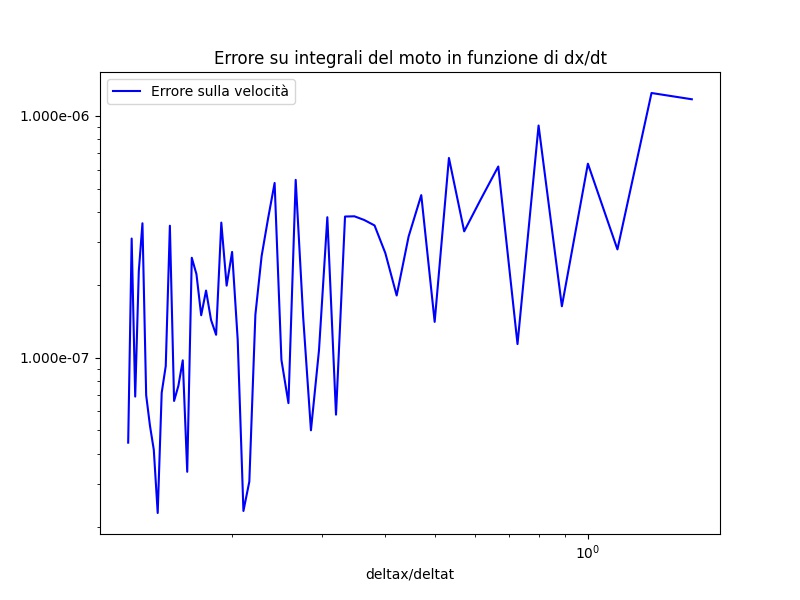 Errore su integrali del moto in funzione di dx/dt
Errore sulla velocità
1.000e-06
1.000e-07
10⁰
deltax/deltat